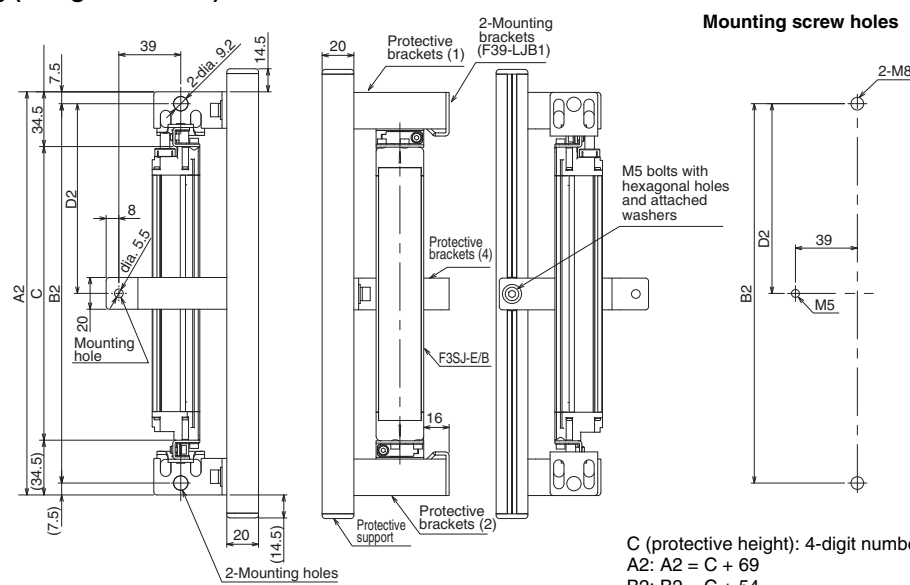 Mounting screw holes
2-Mounting
brackets
(F39-LJB1)
Protective
brackets (1)
39
2-dia. 9.2
14.5
7.5
20
2-M8
34.5
M5 bolts with
hexagonal holes
and attached
washers
D2
8
dia. 5.5
D2
39
Protective
brackets (4)
A2
C
B2
B2
M5
20
Mounting
hole
F3SJ-E/B
16
(34.5)
(7.5)
20
(14.5)
Protective
support
Protective
brackets (2)
2-Mounting holes
C (protective height): 4-digit numbe
A2: A2 = C + 69
B2: B2 = C + 54